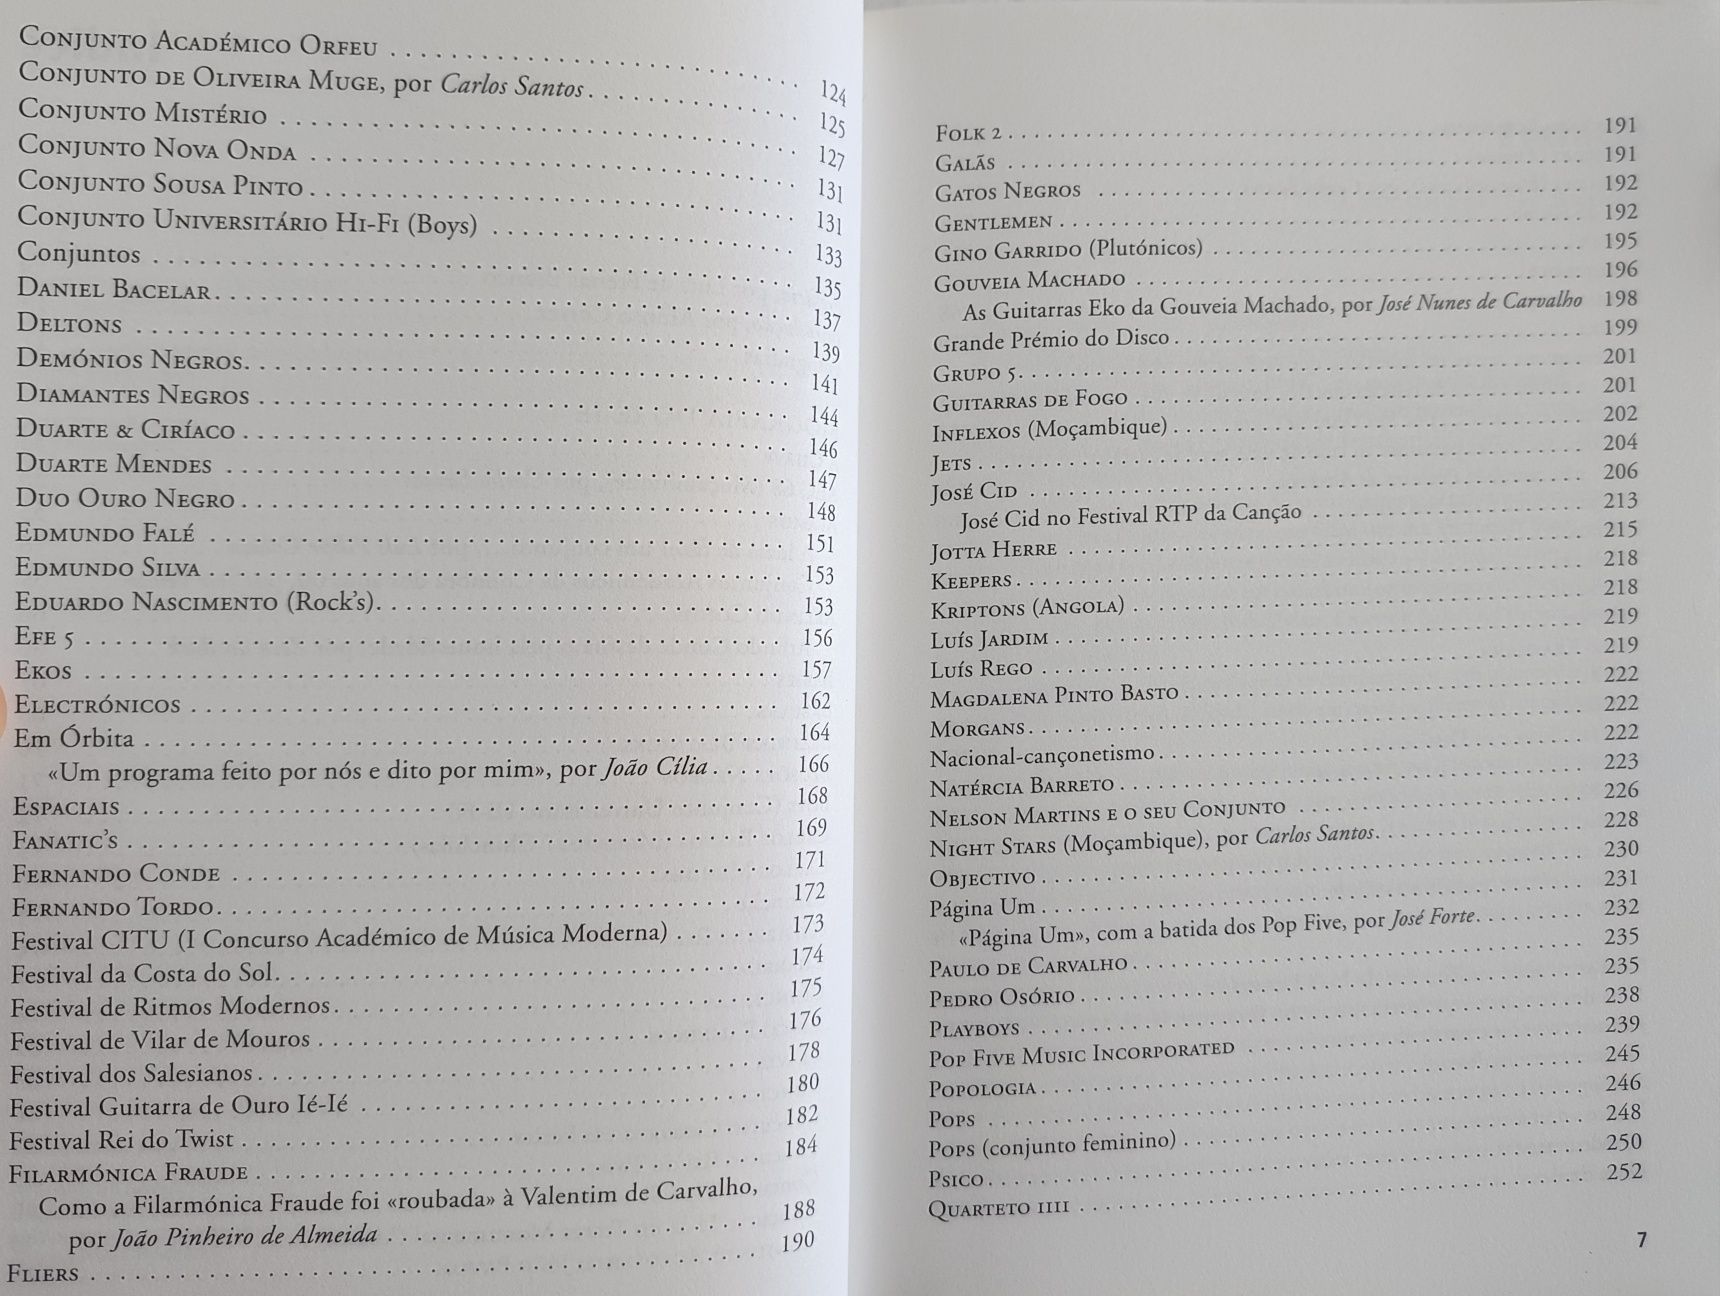 Conjunto Académico Orfeu . . . . . . . . . . 124
Conjunto de Oliveira Muge, por Carlos Santos . . . . . . . . . . 125
Conjunto Mistério . . . . . . . . . . 127
Conjunto Nova Onda . . . . . . . . . . 131
Conjunto Sousa Pinto . . . . . . . . . . 131
Conjunto Universitário Hi-Fi (Boys) . . . . . . . . . . 133
Conjuntos . . . . . . . . . . 135
Daniel Bacelar . . . . . . . . . . 137
Deltons . . . . . . . . . . 139
Demónios Negros . . . . . . . . . . 141
Diamantes Negros . . . . . . . . . . 144
Duarte & Ciríaco . . . . . . . . . . 146
Duarte Mendes . . . . . . . . . . 147
Duo Ouro Negro . . . . . . . . . . 148
Edmundo Falé . . . . . . . . . . 151
Edmundo Silva . . . . . . . . . . 153
Eduardo Nascimento (Rock's) . . . . . . . . . . 153
Efe 5 . . . . . . . . . . 156
Ekos . . . . . . . . . . 157
Electrónicos . . . . . . . . . . 162
Em Órbita . . . . . . . . . . 164
«Um programa feito por nós e dito por mim», por João Cília . . . . . 166
Espaciais . . . . . . . . . . 168
Fanatic's . . . . . . . . . . 169
Fernando Conde . . . . . . . . . . 171
Fernando Tordo . . . . . . . . . . 172
Festival CITU (I Concurso Académico de Música Moderna) . . . . . . . 173
Festival da Costa do Sol . . . . . . . . . . 174
Festival de Ritmos Modernos . . . . . . . . . . 175
Festival de Vilar de Mouros . . . . . . . . . . 176
Festival dos Salesianos . . . . . . . . . . 178
Festival Guitarra de Ouro Ié-Ié . . . . . . . . . . 180
Festival Rei do Twist . . . . . . . . . . 182
Filarmónica Fraude . . . . . . . . . . 184
Como a Filarmónica Fraude foi «roubada» à Valentim de Carvalho,
por João Pinheiro de Almeida . . . . . . . . . . 188
Fliers . . . . . . . . . . 190
Folk 2 . . . . . . . . . . 191
Galãs . . . . . . . . . . 191
Gatos Negros . . . . . . . . . . 192
Gentlemen . . . . . . . . . . 192
Gino Garrido (Plutónicos) . . . . . . . . . . 195
Gouveia Machado . . . . . . . . . . 196
As Guitarras Eko da Gouveia Machado, por José Nunes de Carvalho 198
Grande Prémio do Disco . . . . . . . . . . 199
Grupo 5 . . . . . . . . . . 201
Guitarras de Fogo . . . . . . . . . . 201
Inflexos (Moçambique) . . . . . . . . . . 202
Jets . . . . . . . . . . 204
José Cid . . . . . . . . . . 206
José Cid no Festival RTP da Canção . . . . . . . . . . 213
Jotta Herre . . . . . . . . . . 215
Keepers . . . . . . . . . . 218
Kriptons (Angola) . . . . . . . . . . 218
Luís Jardim . . . . . . . . . . 219
Luís Rego . . . . . . . . . . 219
Magdalena Pinto Basto . . . . . . . . . . 222
Morgans . . . . . . . . . . 222
Nacional-cançonetismo . . . . . . . . . . 222
Natércia Barreto . . . . . . . . . . 223
Nelson Martins e o seu Conjunto . . . . . . . . . . 226
Night Stars (Moçambique), por Carlos Santos . . . . . . . . . . 228
Objectivo . . . . . . . . . . 230
Página Um . . . . . . . . . . 231
«Página Um», com a batida dos Pop Five, por José Forte . . . . . . . . . 232
Paulo de Carvalho . . . . . . . . . . 235
Pedro Osório . . . . . . . . . . 235
Playboys . . . . . . . . . . 238
Pop Five Music Incorporated . . . . . . . . . . 239
Popologia . . . . . . . . . . 245
Pops . . . . . . . . . . 246
Pops (conjunto feminino) . . . . . . . . . . 248
Psico . . . . . . . . . . 250
Quarteto 1111 . . . . . . . . . . 252
7